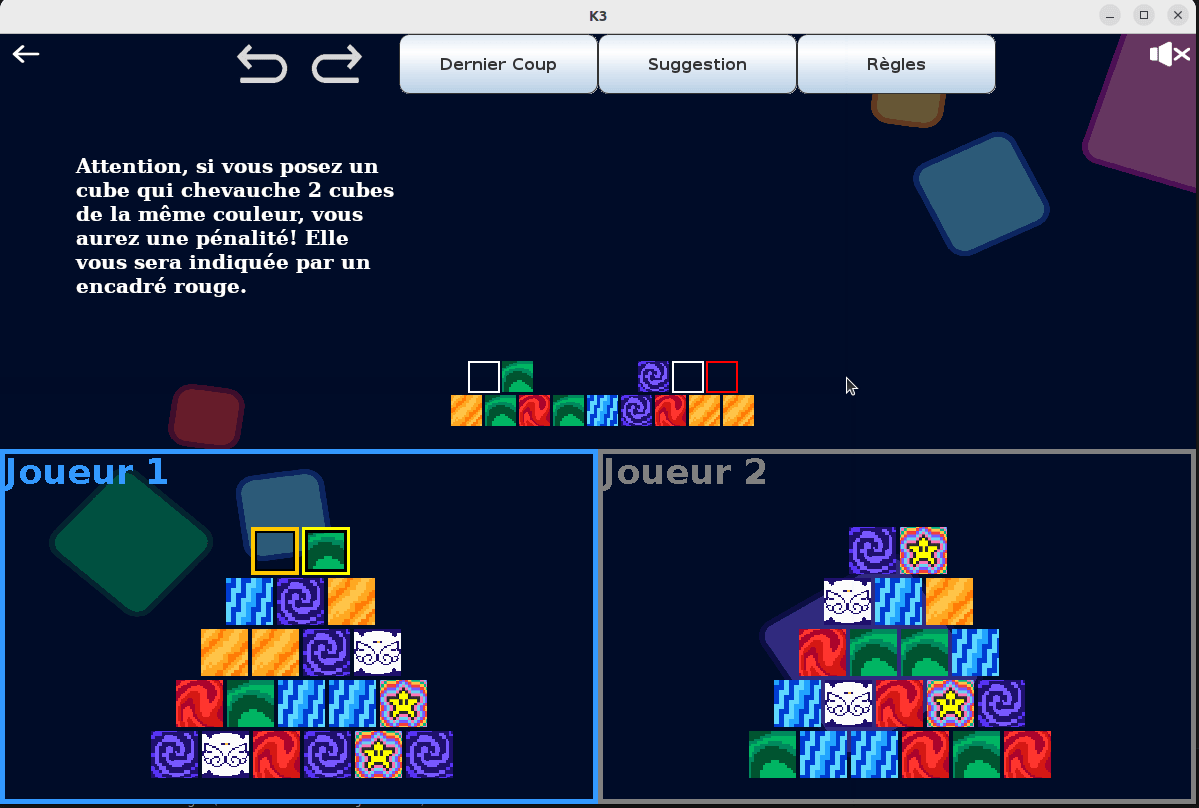 K3
Dernier Coup
Suggestion
Règles
Attention, si vous posez un
cube qui chevauche 2 cubes
de la même couleur, vous
aurez une pénalité! Elle
vous sera indiquée par un
encadré rouge.
Joueur 1
Joueur 2